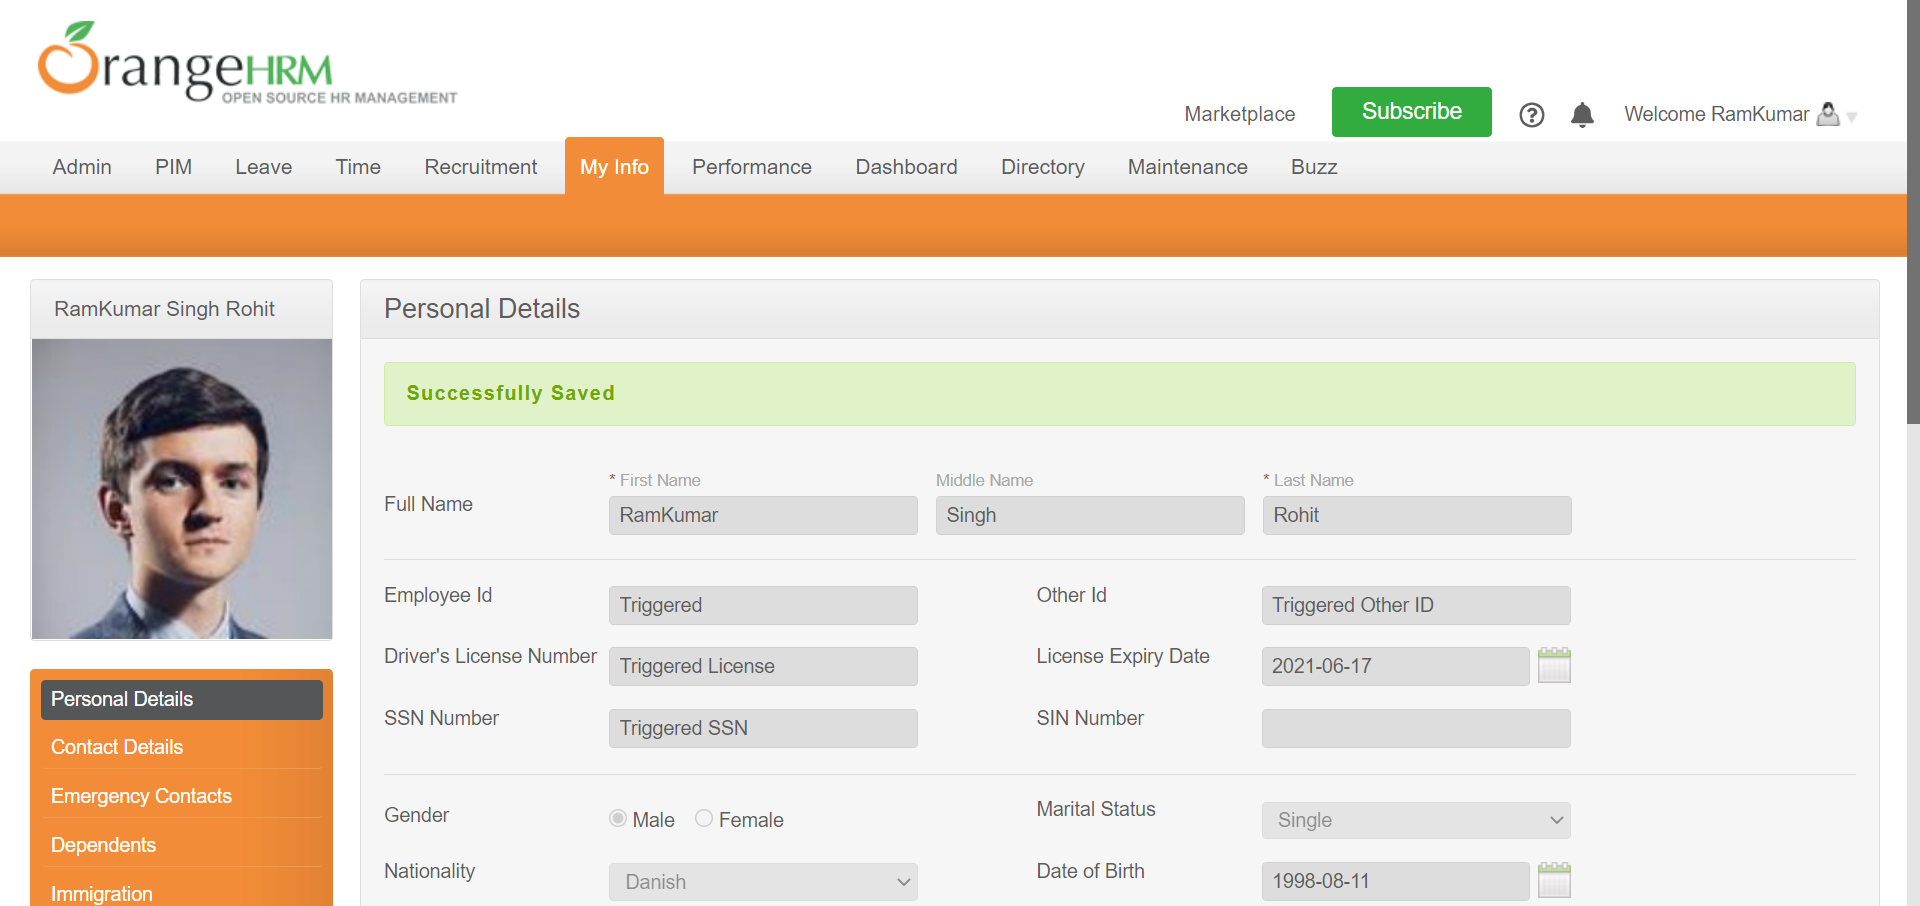 OrangeHRM
OPEN SOURCE HR MANAGEMENT
Marketplace
Subscribe
?
Welcome RamKumar
Admin
PIM
Leave
Time
Recruitment
My Info
Performance
Dashboard
Directory
Maintenance
Buzz
RamKumar Singh Rohit
Personal Details
Contact Details
Emergency Contacts
Dependents
Immigration
Personal Details
Successfully Saved
* First Name
Middle Name
* Last Name
Full Name
RamKumar
Singh
Rohit
Employee Id
Triggered
Other Id
Triggered Other ID
Driver's License Number
Triggered License
License Expiry Date
2021-06-17
SSN Number
Triggered SSN
SIN Number
Gender
Male
Female
Marital Status
Single
Nationality
Danish
Date of Birth
1998-08-11